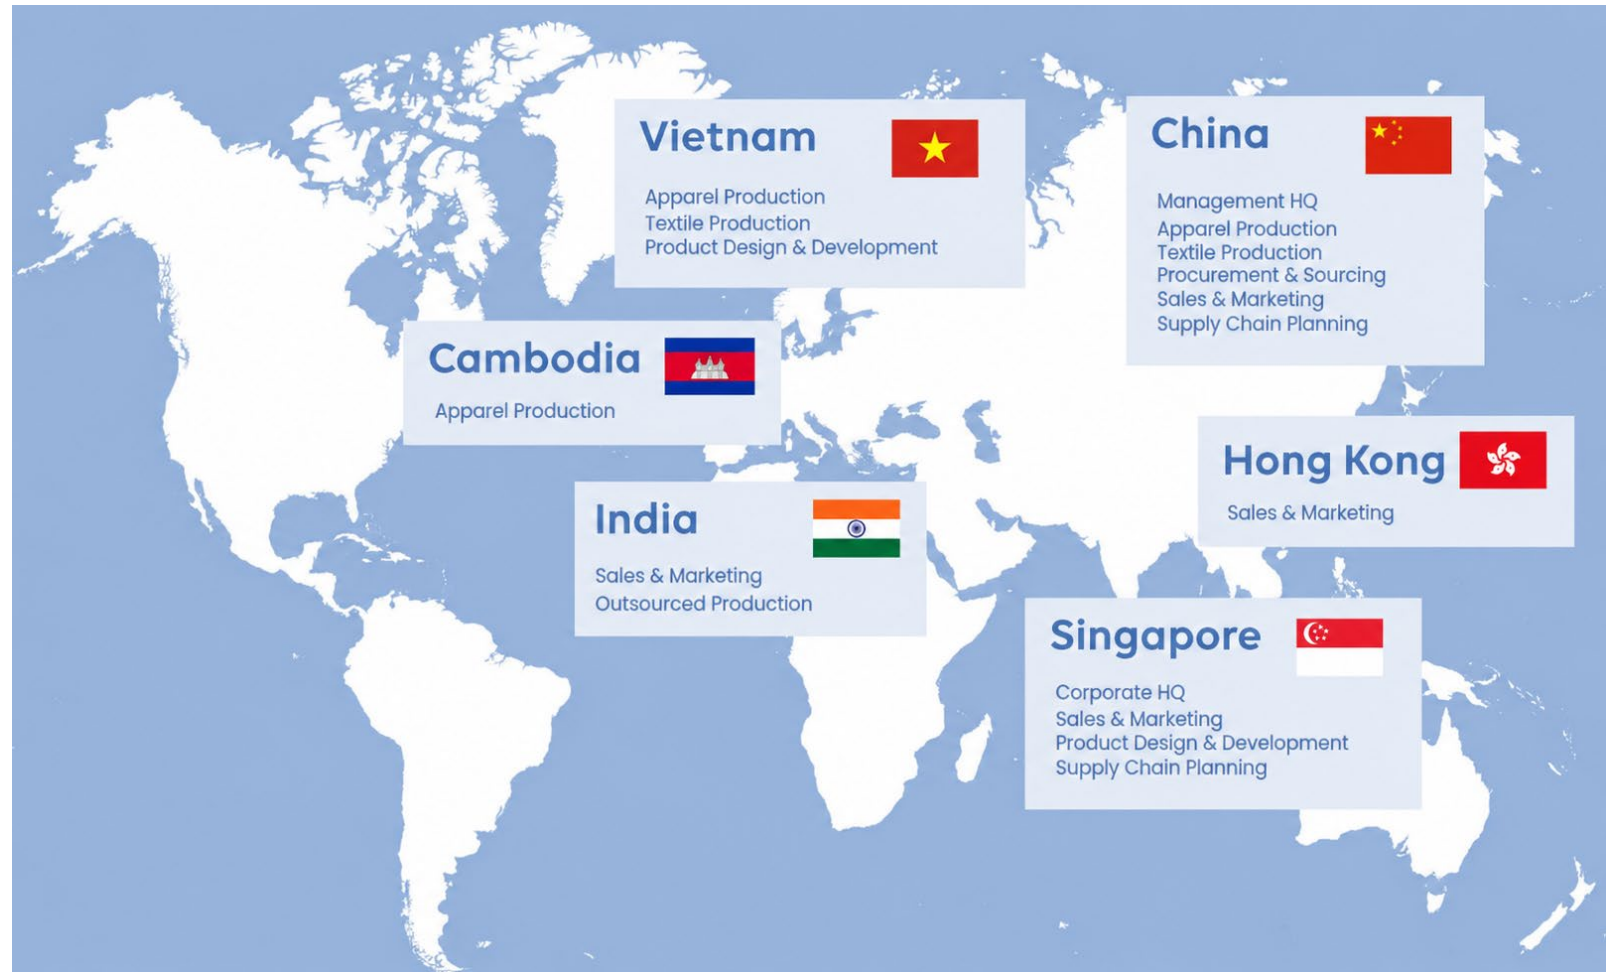 Vietnam
Apparel Production
Textile Production
Product Design & Development
China
Management HQ
Apparel Production
Textile Production
Procurement & Sourcing
Sales & Marketing
Supply Chain Planning
Cambodia
Apparel Production
Hong Kong
Sales & Marketing
India
Sales & Marketing
Outsourced Production
Singapore
Corporate HQ
Sales & Marketing
Product Design & Development
Supply Chain Planning